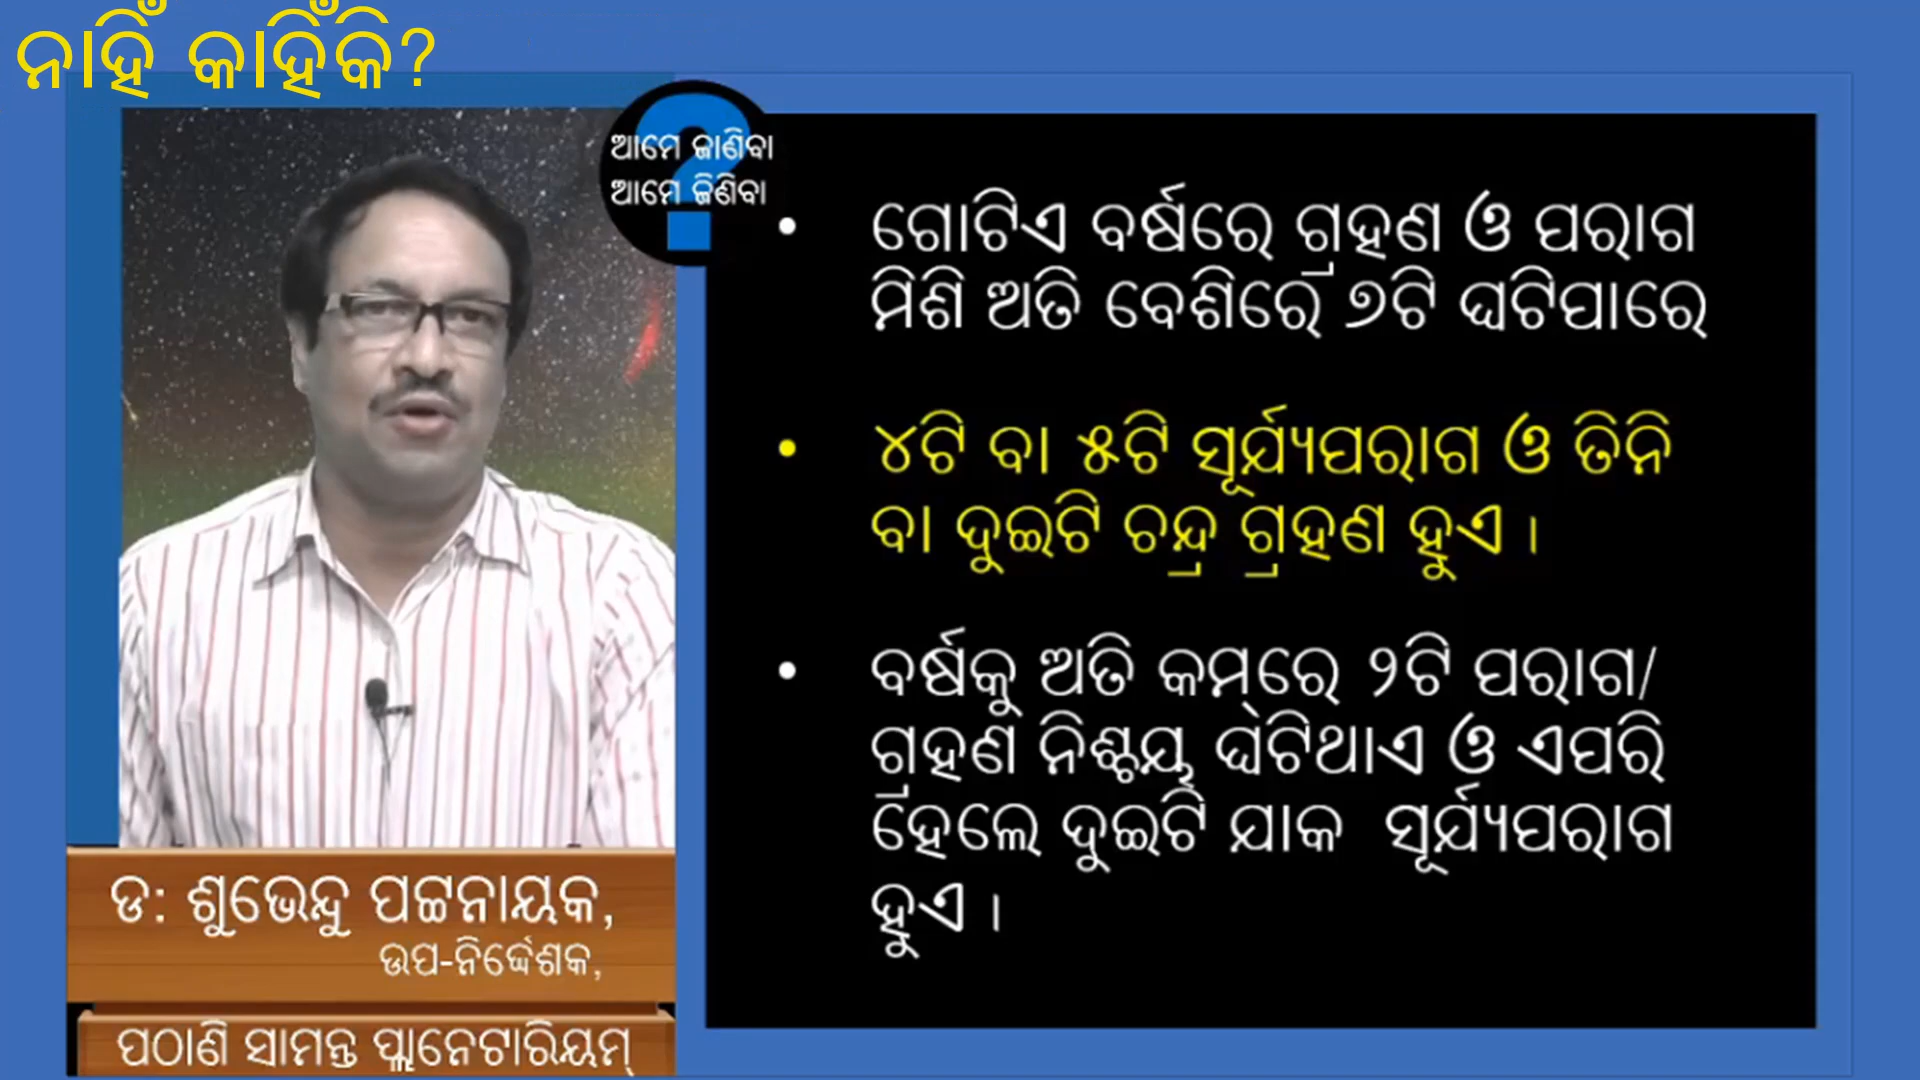 ନାହିଁ କାହିଁକି?
ଆମେ ଜାଣିବା
ଆମେ ଜିଣିବା
• ଗୋଟିଏ ବର୍ଷରେ ଗ୍ରହଣ ଓ ପରାଗ
ମିଶି ଅତି ବେଶିରେ ୭ଟି ଘଟିପାରେ
• ୪ଟି ବା ୫ଟି ସୂର୍ଯ୍ୟପରାଗ ଓ ତିନି
ବା ଦୁଇଟି ଚନ୍ଦ୍ର ଗ୍ରହଣ ହୁଏ ।
• ବର୍ଷକୁ ଅତି କମ୍‌ରେ ୨ଟି ପରାଗ/
ଗ୍ରହଣ ନିଶ୍ଚୟ ଘଟିଥାଏ ଓ ଏପରି
ହେଲେ ଦୁଇଟି ଯାକ ସୂର୍ଯ୍ୟପରାଗ
ହୁଏ ।
ଡ: ଶୁଭେନ୍ଦୁ ପଟ୍ଟନାୟକ,
ଉପ-ନିର୍ଦ୍ଦେଶକ,
ପଠାଣି ସାମନ୍ତ ପ୍ଲାନେଟାରିୟମ୍